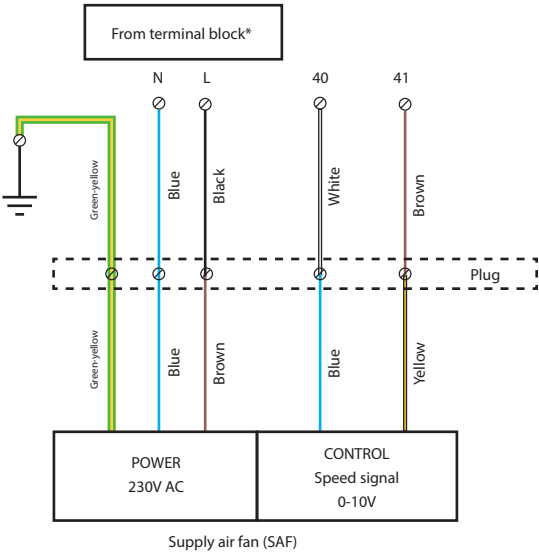 From terminal block*
N L 40 41
Green-yellow Blue Black White Brown
Plug
Green-yellow Blue Brown Blue Yellow
POWER
230V AC
CONTROL
Speed signal
0-10V
Supply air fan (SAF)